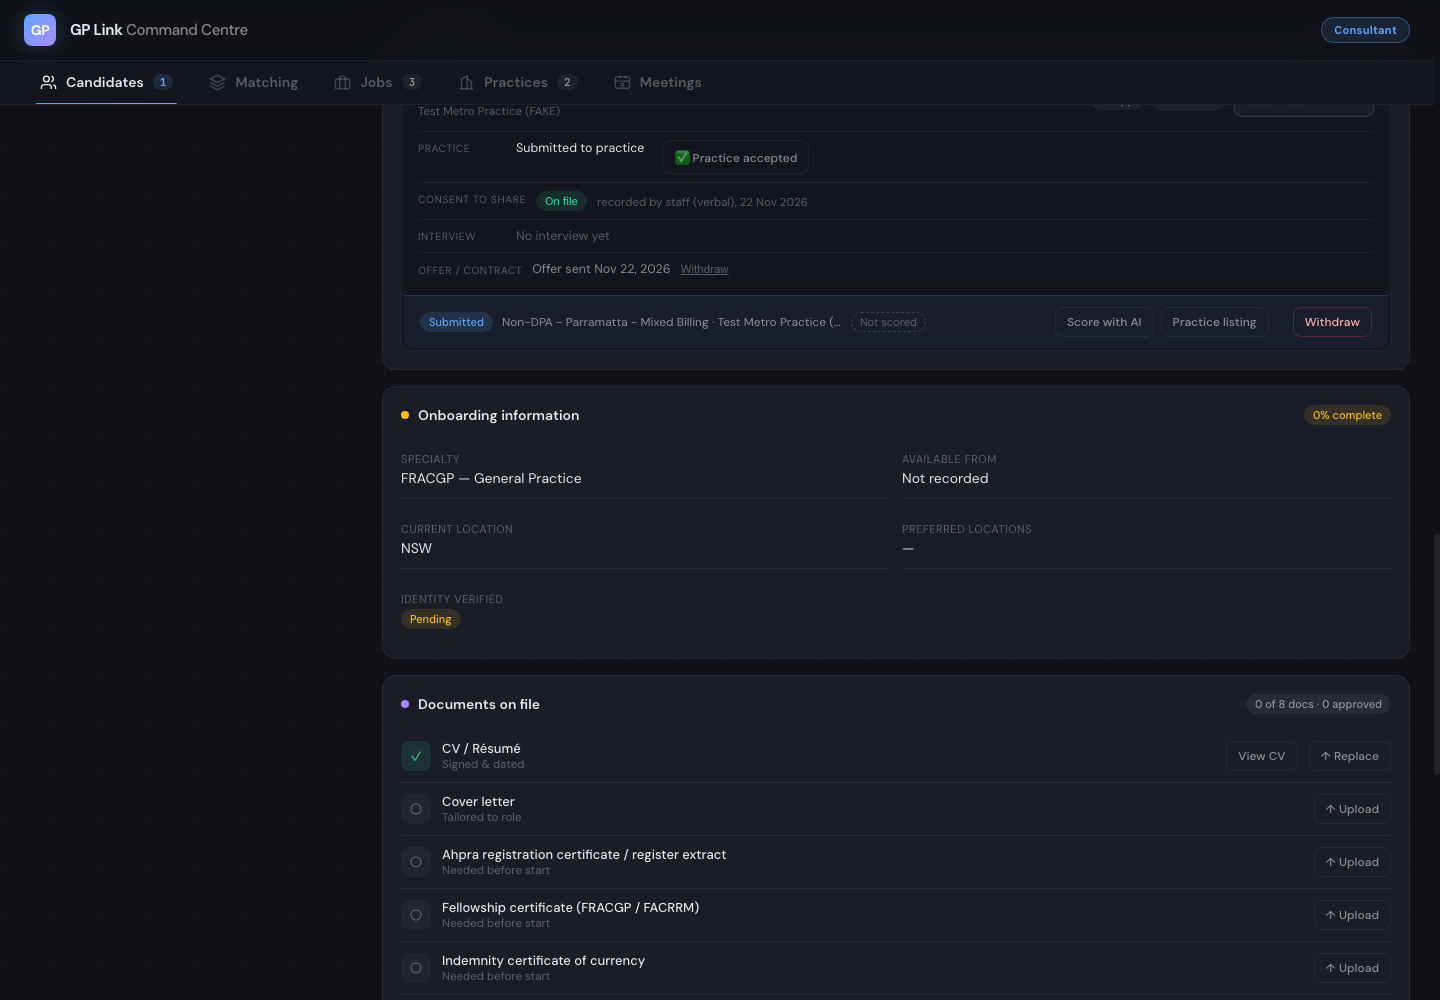 GP
GP Link Command Centre
Consultant
Candidates 1
Matching
Jobs 3
Practices 2
Meetings
Test Metro Practice (FAKE)
PRACTICE
Submitted to practice
Practice accepted
CONSENT TO SHARE
On file
recorded by staff (verbal), 22 Nov 2026
INTERVIEW
No interview yet
OFFER / CONTRACT
Offer sent Nov 22, 2026
Withdraw
Submitted
Non-DPA - Parramatta - Mixed Billing · Test Metro Practice (...
Not scored
Score with AI
Practice listing
Withdraw
Onboarding information
0% complete
SPECIALTY
FRACGP — General Practice
AVAILABLE FROM
Not recorded
CURRENT LOCATION
NSW
PREFERRED LOCATIONS
—
IDENTITY VERIFIED
Pending
Documents on file
0 of 8 docs · 0 approved
CV / Résumé
Signed & dated
View CV
↑ Replace
Cover letter
Tailored to role
↑ Upload
Ahpra registration certificate / register extract
Needed before start
↑ Upload
Fellowship certificate (FRACGP / FACRRM)
Needed before start
↑ Upload
Indemnity certificate of currency
Needed before start
↑ Upload